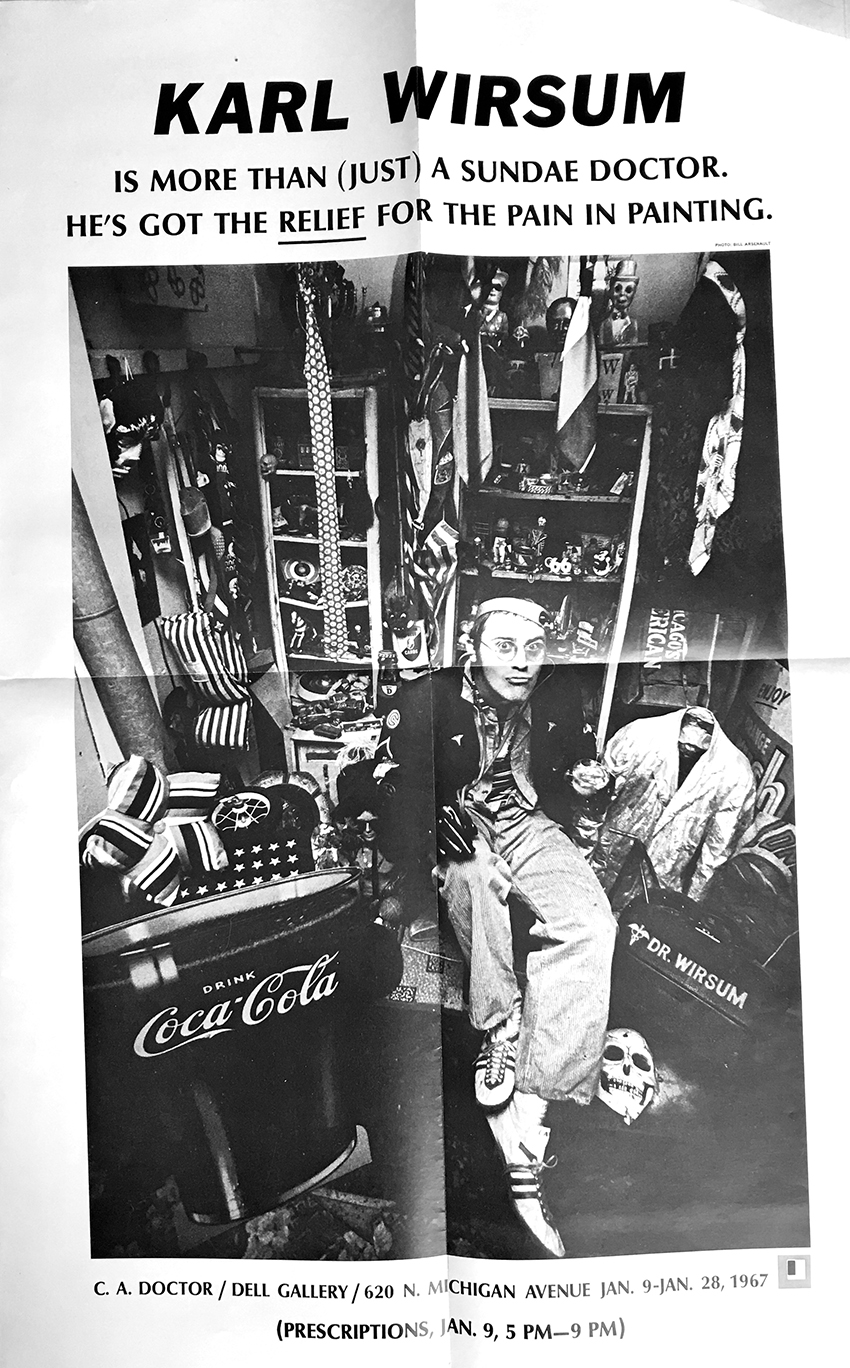 KARL WIRSUM
IS MORE THAN (JUST) A SUNDAE DOCTOR.
HE'S GOT THE RELIEF FOR THE PAIN IN PAINTING.
PHOTO: BILL ARSENAULT
W
W
66
ENJOY
DRINK
Coca-Cola
DR. WIRSUM
C. A. DOCTOR / DELL GALLERY / 620 N. MICHIGAN AVENUE JAN. 9-JAN. 28, 1967
(PRESCRIPTIONS, JAN. 9, 5 PM—9 PM)